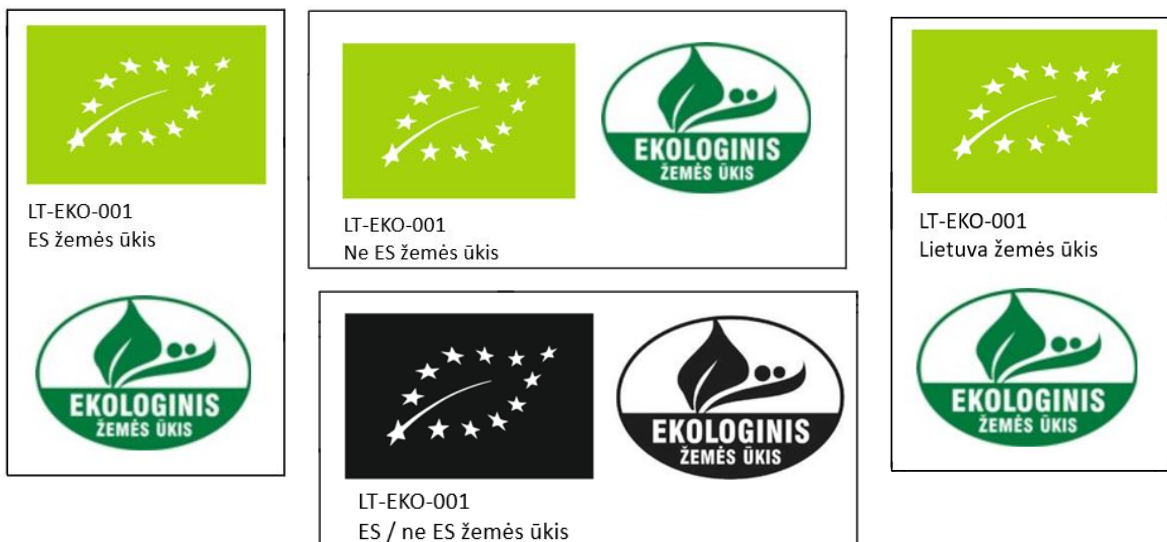 LT-EKO-001
ES žemės ūkis
EKOLOGINIS
ŽEMĖS ŪKIS
LT-EKO-001
Ne ES žemės ūkis
EKOLOGINIS
ŽEMĖS ŪKIS
LT-EKO-001
ES / ne ES žemės ūkis
EKOLOGINIS
ŽEMĖS ŪKIS
LT-EKO-001
Lietuva žemės ūkis
EKOLOGINIS
ŽEMĖS ŪKIS